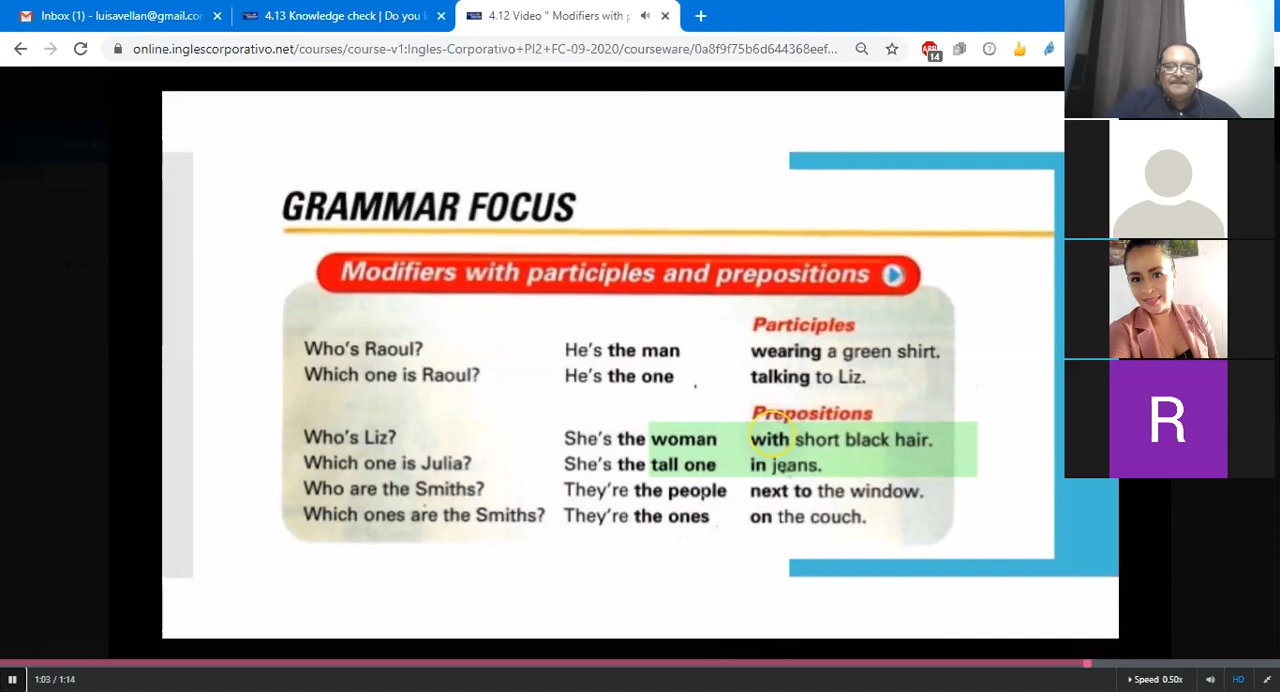 Inbox (1) - luisavellan@gmail.co
4.13 Knowledge check | Do you
4.12 Video " Modifiers with p
online.inglescorporativo.net/courses/course-v1:Ingles-Corporativo+PI2+FC-09-2020/courseware/0a8f9f75b6d644368eef...
ABP
14
GRAMMAR FOCUS
Modifiers with participles and prepositions
Participles
Who's Raoul? He's the man wearing a green shirt.
Which one is Raoul? He's the one talking to Liz.
Prepositions
Who's Liz? She's the woman with short black hair.
Which one is Julia? She's the tall one in jeans.
Who are the Smiths? They're the people next to the window.
Which ones are the Smiths? They're the ones on the couch.
R
1:03 / 1:14
Speed 0.50x
HD